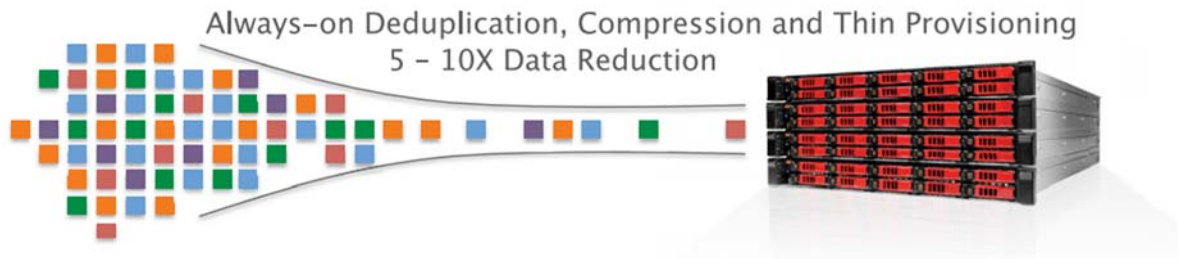 Always-on Deduplication, Compression and Thin Provisioning
5 - 10X Data Reduction